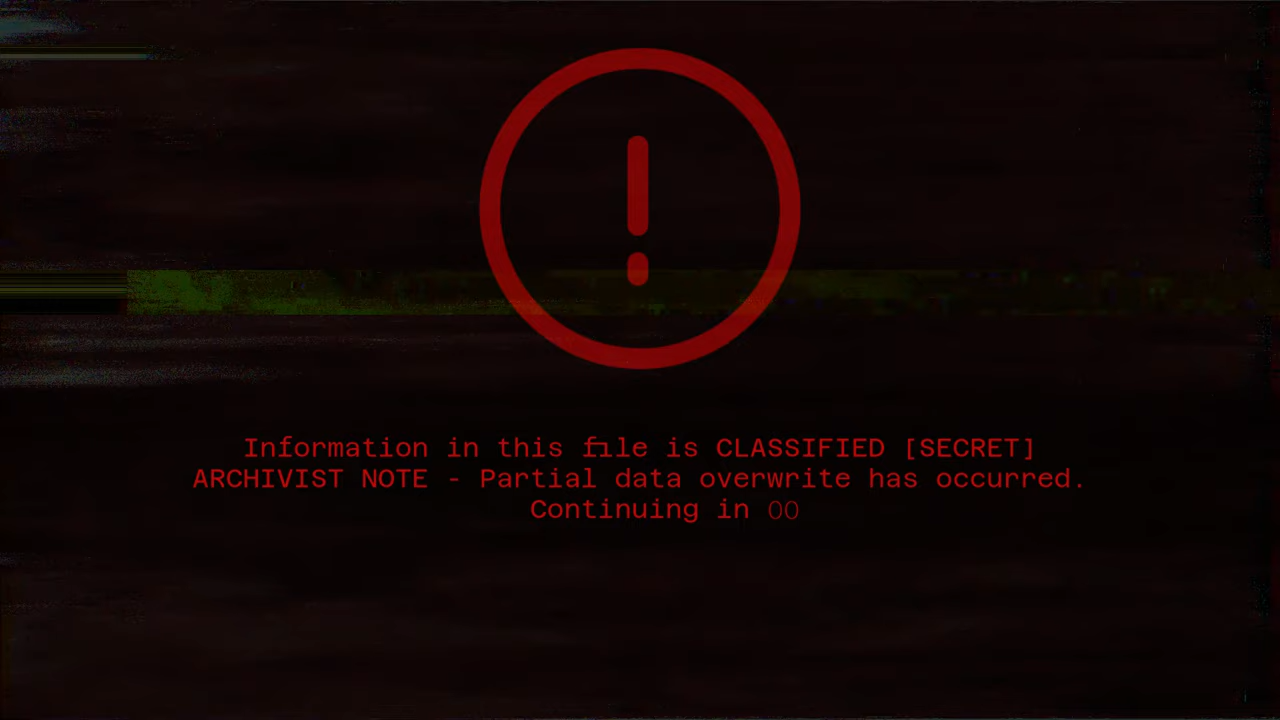 Information in this file is CLASSIFIED [SECRET]
ARCHIVIST NOTE - Partial data overwrite has occurred.
Continuing in 00